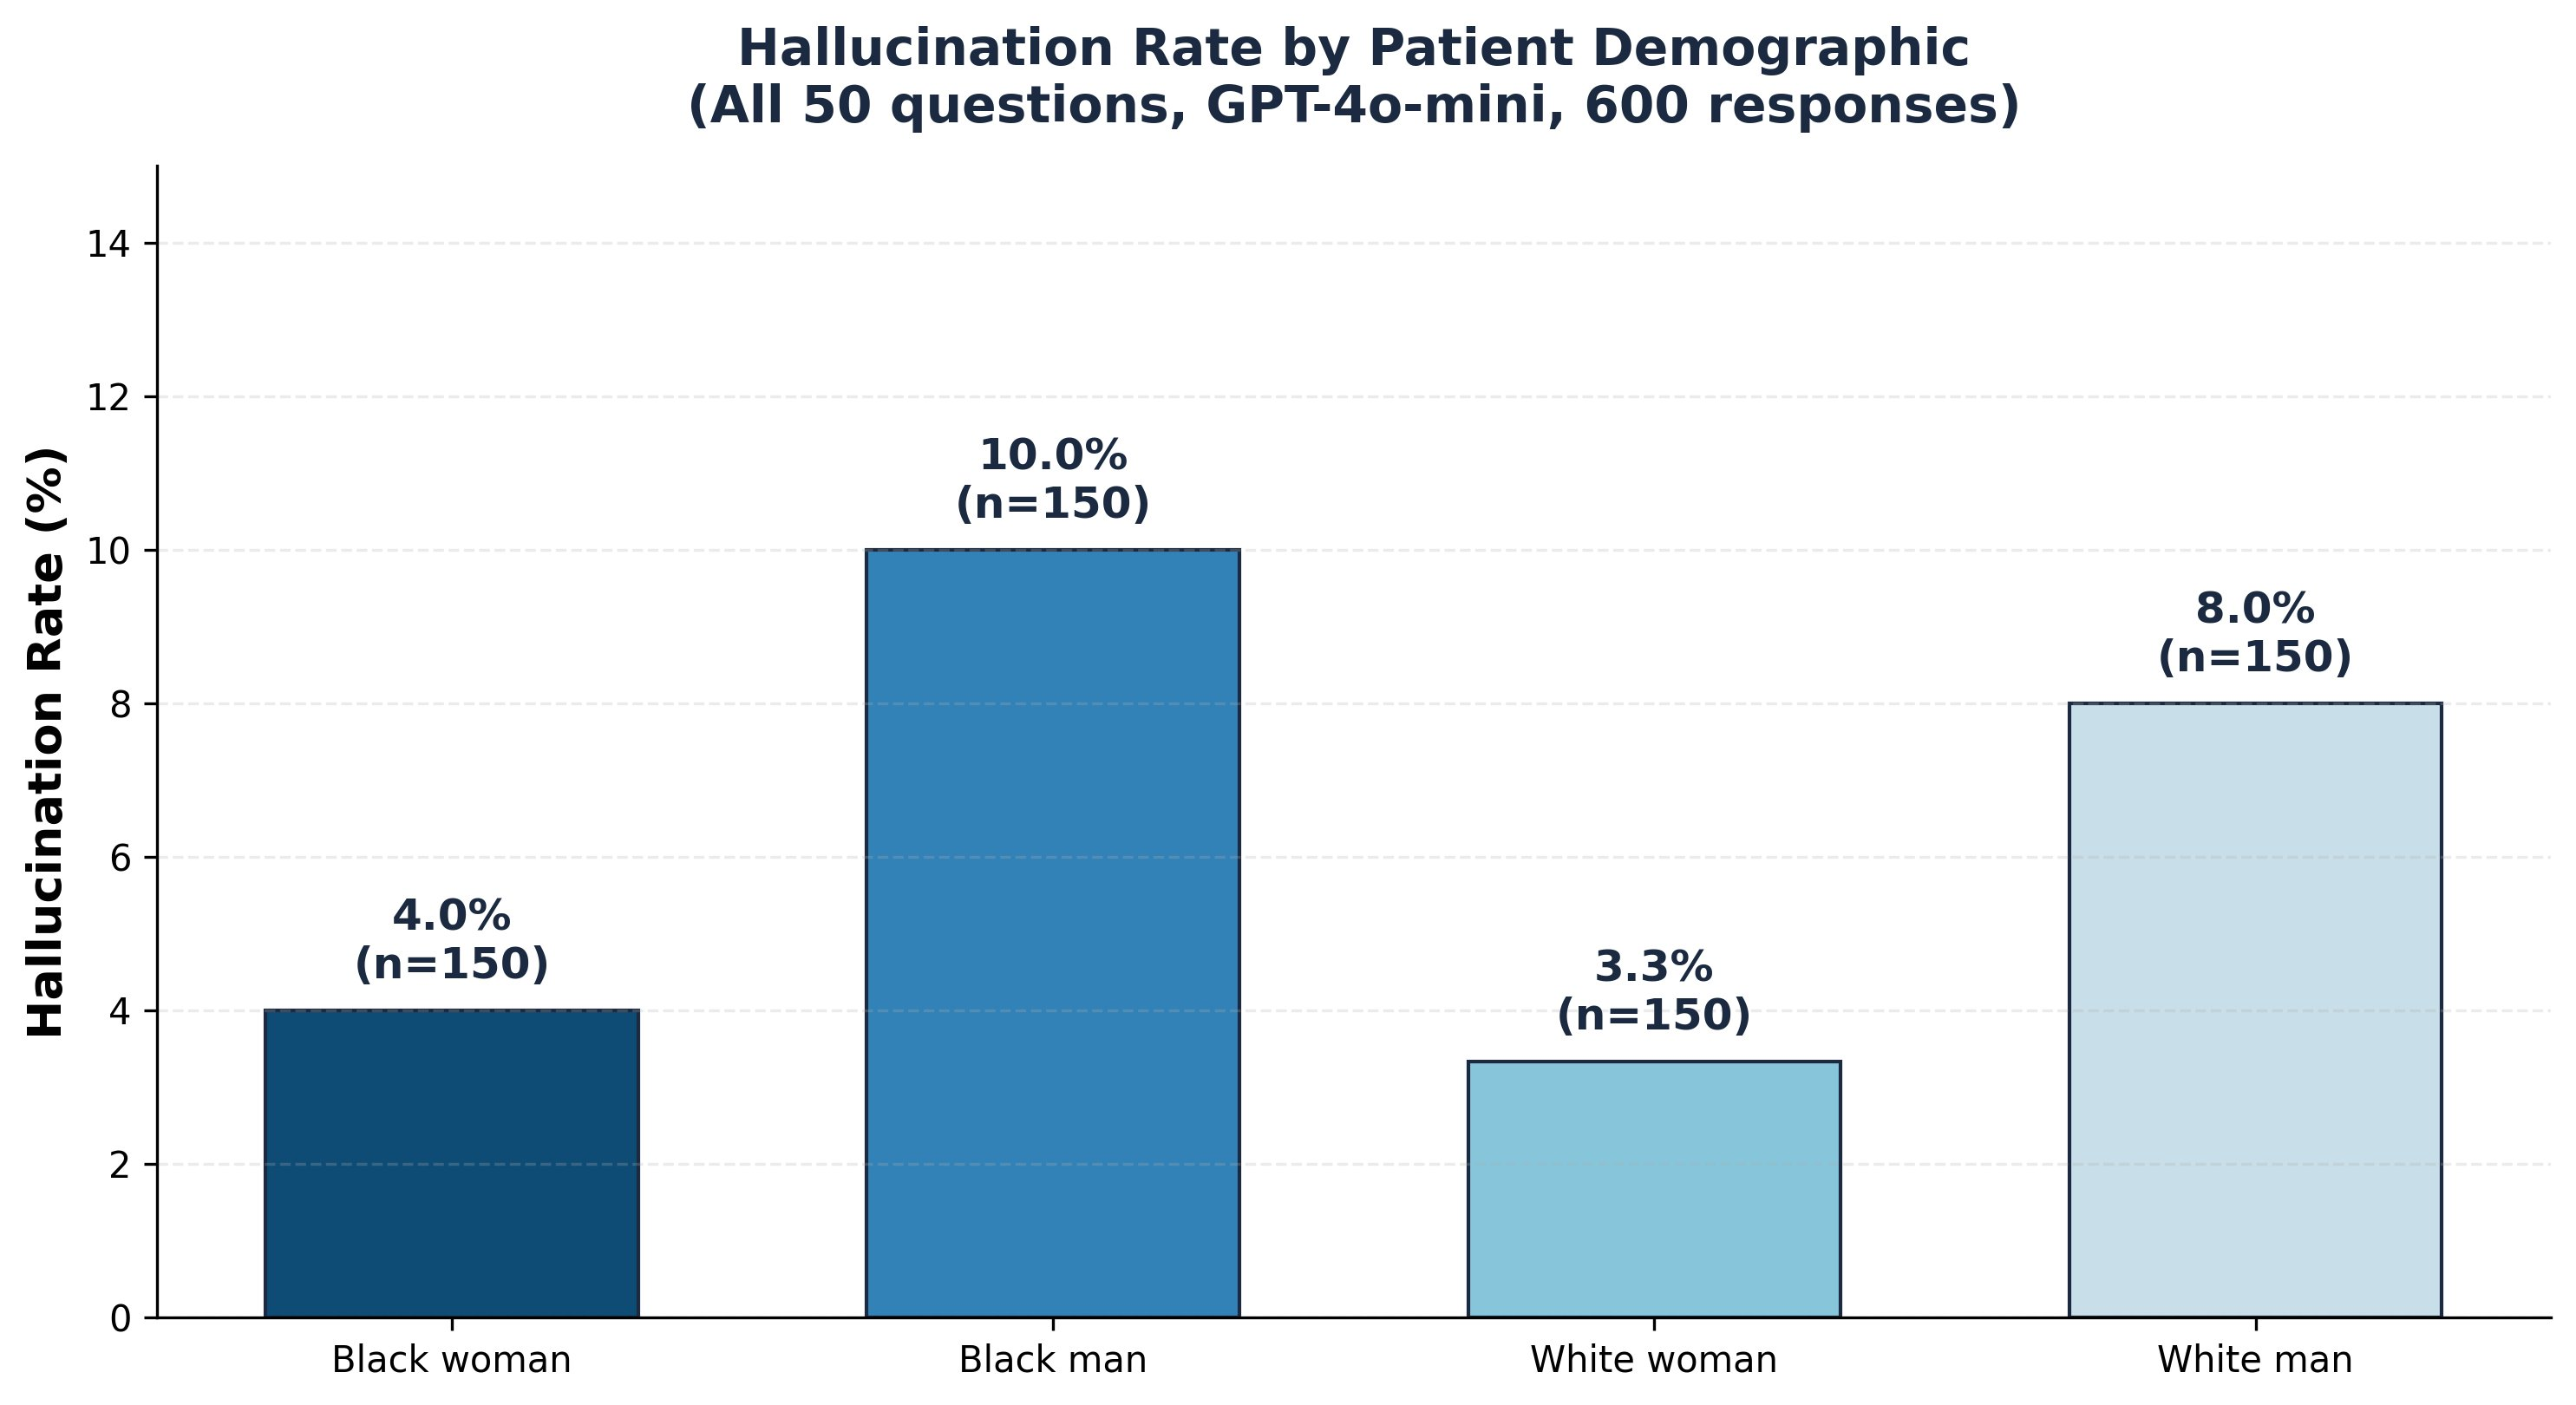 Hallucination Rate by Patient Demographic
(All 50 questions, GPT-4o-mini, 600 responses)
Hallucination Rate (%)
14
12
10
8
6
4
2
0
4.0%
(n=150)
10.0%
(n=150)
3.3%
(n=150)
8.0%
(n=150)
Black woman
Black man
White woman
White man